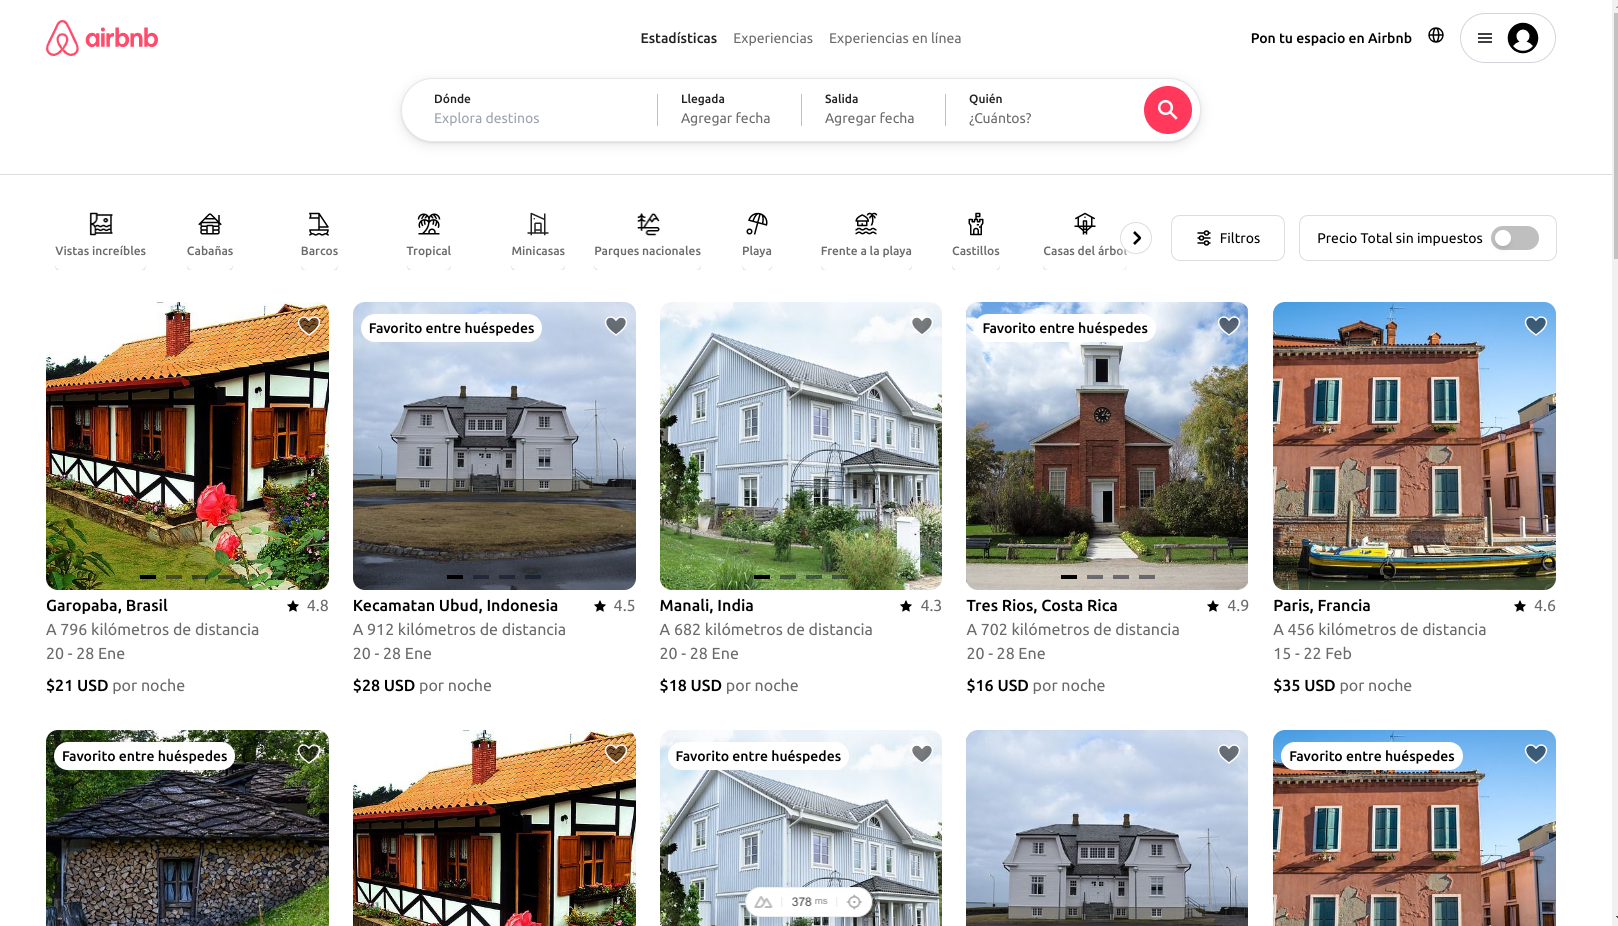 airbnb
Estadísticas Experiencias Experiencias en línea
Pon tu espacio en Airbnb
Dónde
Explora destinos
Llegada
Agregar fecha
Salida
Agregar fecha
Quién
¿Cuántos?
Vistas increíbles Cabañas Barcos Tropical Minicasas Parques nacionales Playa Frente a la playa Castillos Casas del árbol
Filtros
Precio Total sin impuestos
Favorito entre huéspedes
Favorito entre huéspedes
Garopaba, Brasil 4.8
A 796 kilómetros de distancia
20 - 28 Ene
$21 USD por noche
Kecamatan Ubud, Indonesia 4.5
A 912 kilómetros de distancia
20 - 28 Ene
$28 USD por noche
Manali, India 4.3
A 682 kilómetros de distancia
20 - 28 Ene
$18 USD por noche
Tres Rios, Costa Rica 4.9
A 702 kilómetros de distancia
20 - 28 Ene
$16 USD por noche
Paris, Francia 4.6
A 456 kilómetros de distancia
15 - 22 Feb
$35 USD por noche
Favorito entre huéspedes
Favorito entre huéspedes
Favorito entre huéspedes
378 ms